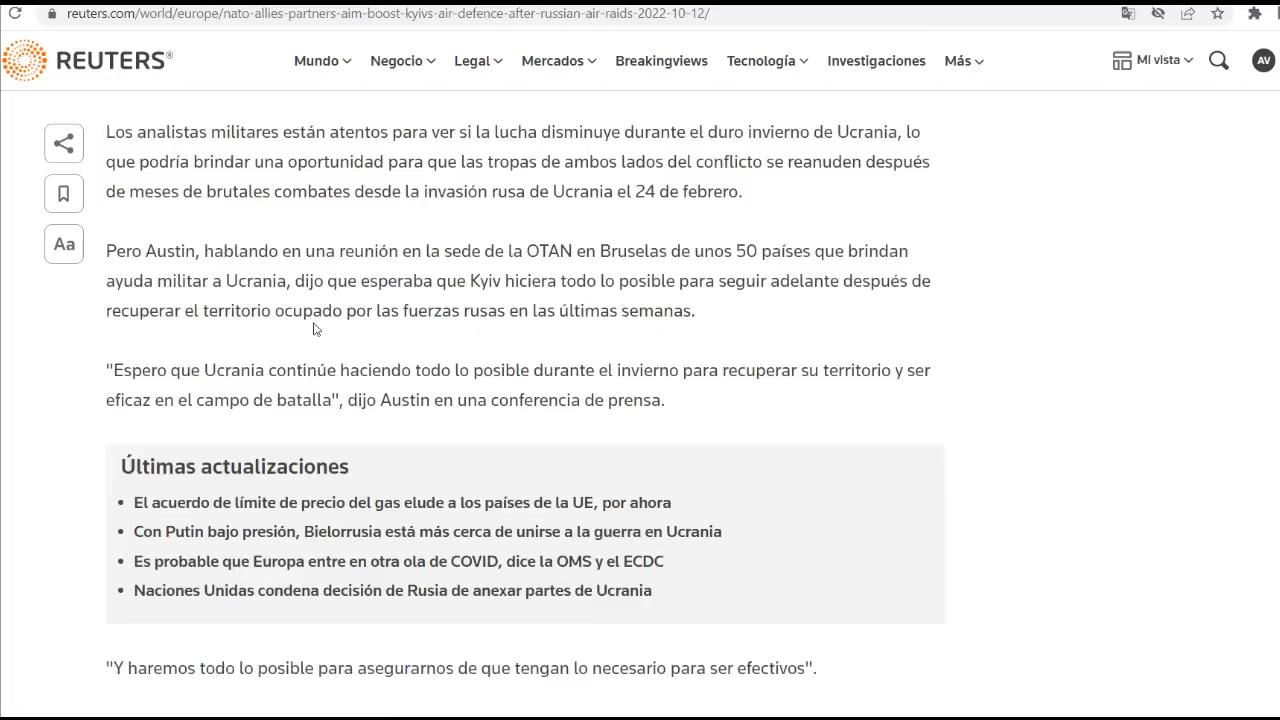 reuters.com/world/europe/nato-allies-partners-aim-boost-kyivs-air-defence-after-russian-air-raids-2022-10-12/
REUTERS®
Mundo Negocio Legal Mercados Breakingviews Tecnología Investigaciones Más Mi vista AV
Los analistas militares están atentos para ver si la lucha disminuye durante el duro invierno de Ucrania, lo
que podría brindar una oportunidad para que las tropas de ambos lados del conflicto se reanuden después
de meses de brutales combates desde la invasión rusa de Ucrania el 24 de febrero.
Pero Austin, hablando en una reunión en la sede de la OTAN en Bruselas de unos 50 países que brindan
Aa
ayuda militar a Ucrania, dijo que esperaba que Kyiv hiciera todo lo posible para seguir adelante después de
recuperar el territorio ocupado por las fuerzas rusas en las últimas semanas.
"Espero que Ucrania continúe haciendo todo lo posible durante el invierno para recuperar su territorio y ser
eficaz en el campo de batalla", dijo Austin en una conferencia de prensa.
Últimas actualizaciones
• El acuerdo de límite de precio del gas elude a los países de la UE, por ahora
• Con Putin bajo presión, Bielorrusia está más cerca de unirse a la guerra en Ucrania
• Es probable que Europa entre en otra ola de COVID, dice la OMS y el ECDC
• Naciones Unidas condena decisión de Rusia de anexar partes de Ucrania
"Y haremos todo lo posible para asegurarnos de que tengan lo necesario para ser efectivos".